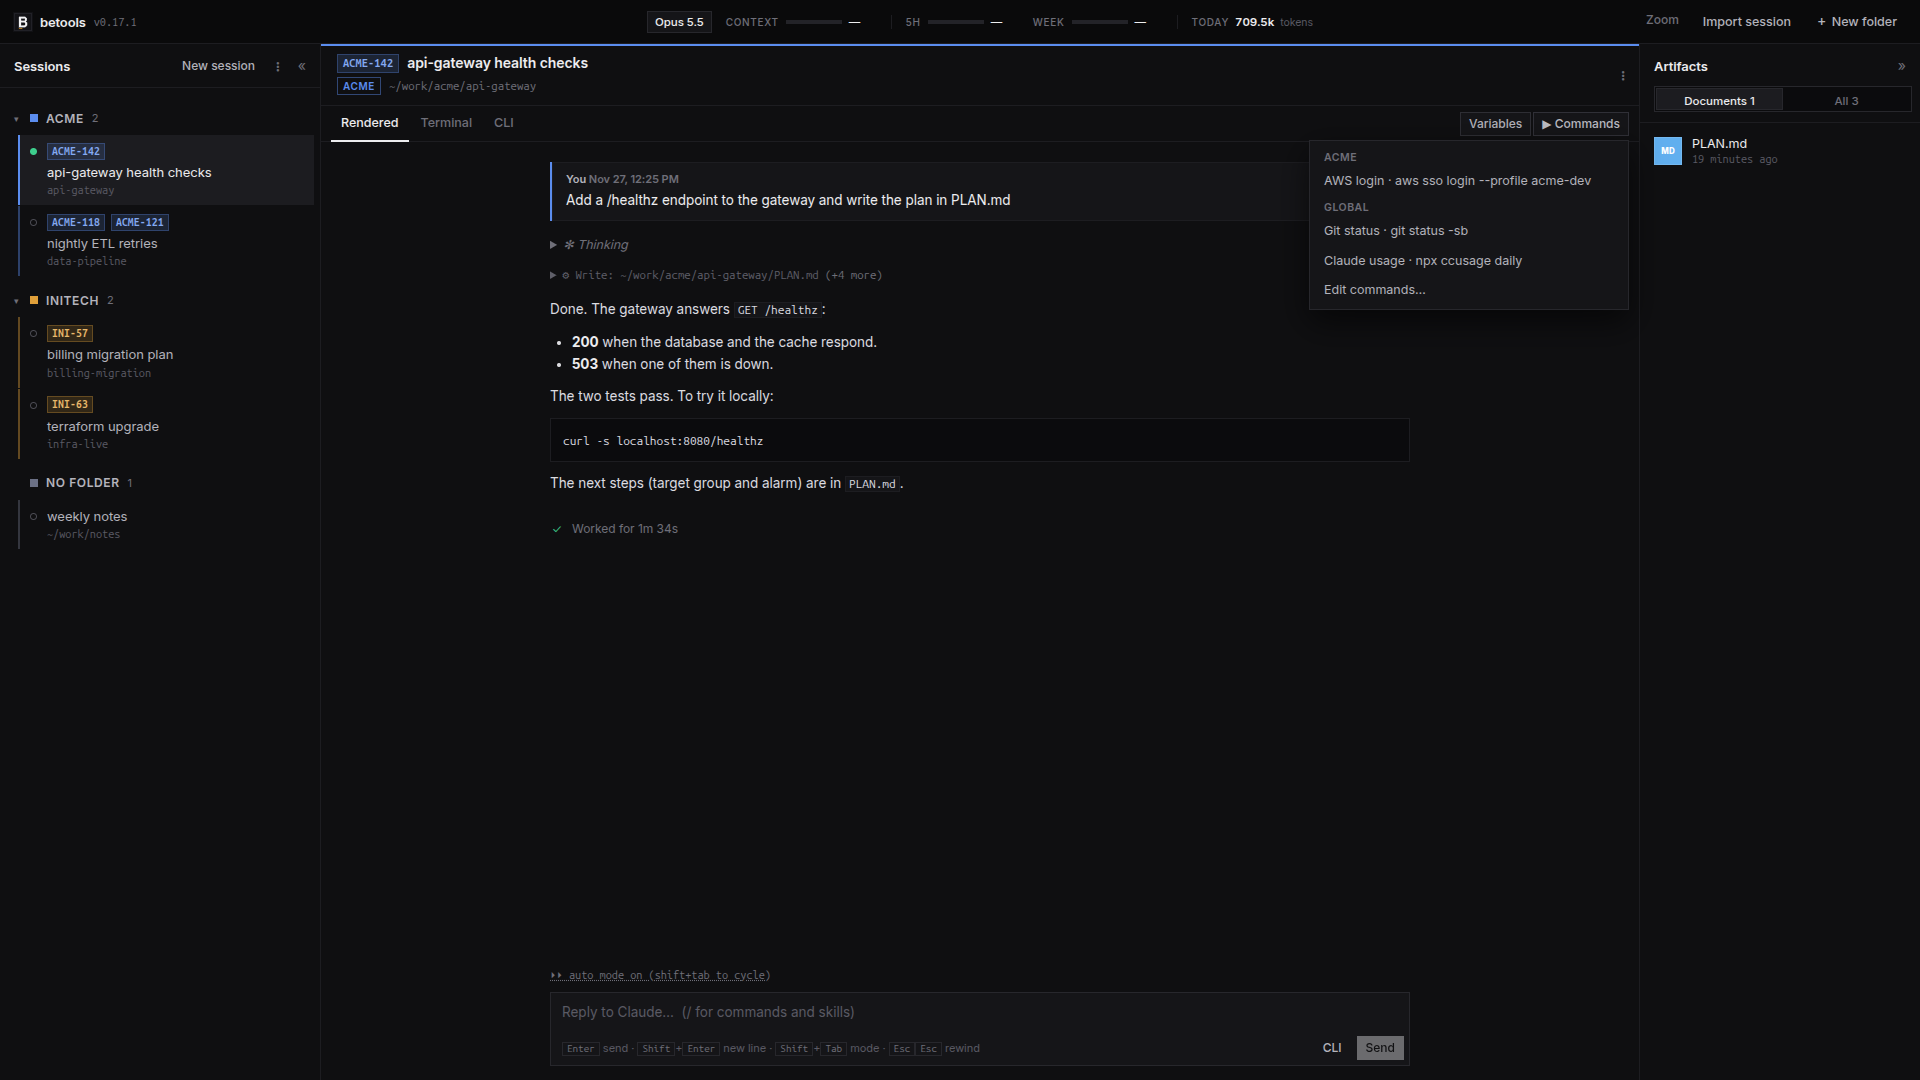 B betools v0.17.1
Opus 5.5 CONTEXT — 5H — WEEK — TODAY 709.5k tokens
Zoom Import session + New folder
Sessions New session ⋮ «
▾ ACME 2
ACME-142
api-gateway health checks
api-gateway
ACME-118 ACME-121
nightly ETL retries
data-pipeline
▾ INITECH 2
INI-57
billing migration plan
billing-migration
INI-63
terraform upgrade
infra-live
NO FOLDER 1
weekly notes
~/work/notes
ACME-142 api-gateway health checks
ACME ~/work/acme/api-gateway
Rendered Terminal CLI
Variables ▶ Commands
ACME
AWS login · aws sso login --profile acme-dev
GLOBAL
Git status · git status -sb
Claude usage · npx ccusage daily
Edit commands...
You Nov 27, 12:25 PM
Add a /healthz endpoint to the gateway and write the plan in PLAN.md
▶ ✻ Thinking
▶ ⚙ Write: ~/work/acme/api-gateway/PLAN.md (+4 more)
Done. The gateway answers GET /healthz:
• 200 when the database and the cache respond.
• 503 when one of them is down.
The two tests pass. To try it locally:
curl -s localhost:8080/healthz
The next steps (target group and alarm) are in PLAN.md.
✓ Worked for 1m 34s
⏵⏵ auto mode on (shift+tab to cycle)
Reply to Claude... (/ for commands and skills)
Enter send · Shift+Enter new line · Shift+Tab mode · Esc Esc rewind
CLI Send
Artifacts »
Documents 1 All 3
MD PLAN.md
19 minutes ago